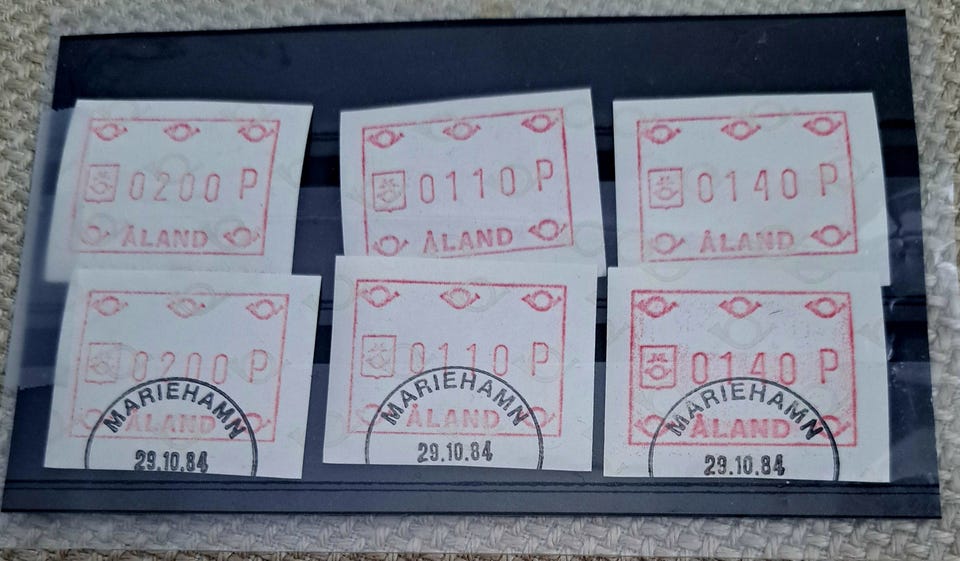 0200 P
ÅLAND
0110 P
ÅLAND
0140 P
ÅLAND
0200 P
ÅLAND
MARIEHAMN
29.10.84
0110 P
ÅLAND
MARIEHAMN
29.10.84
0140 P
ÅLAND
MARIEHAMN
29.10.84